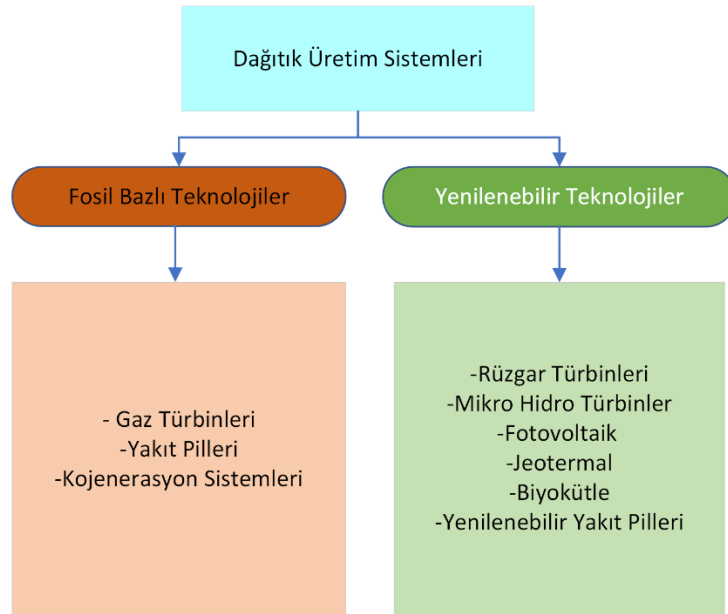 Dağıtık Üretim Sistemleri
Fosil Bazlı Teknolojiler
Yenilenebilir Teknolojiler
- Gaz Türbinleri
-Yakıt Pilleri
-Kojenerasyon Sistemleri
-Rüzgar Türbinleri
-Mikro Hidro Türbinler
-Fotovoltaik
-Jeotermal
-Biyokütle
-Yenilenebilir Yakıt Pilleri